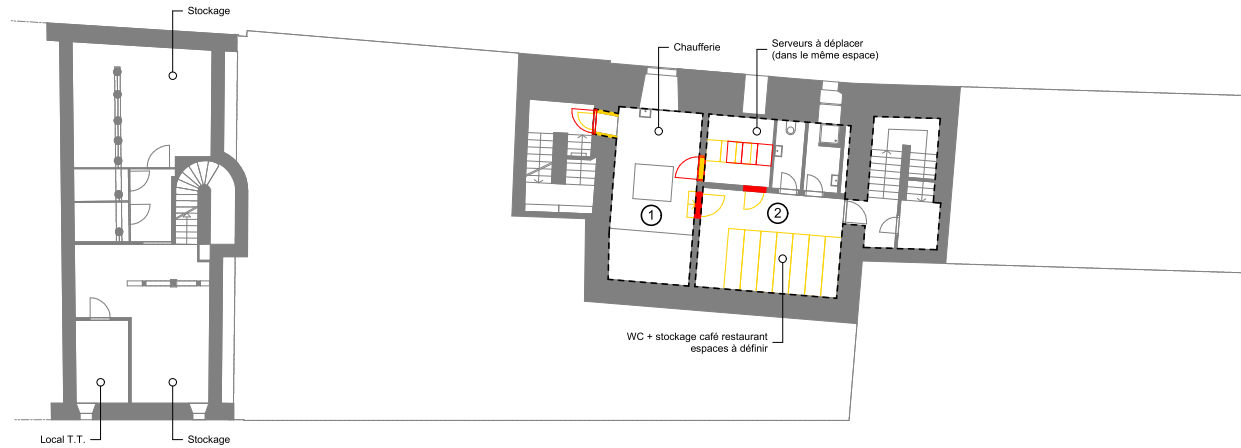 Stockage
Chaufferie
Serveurs à déplacer
(dans le même espace)
1
2
WC + stockage café restaurant
espaces à définir
Local T.T.
Stockage